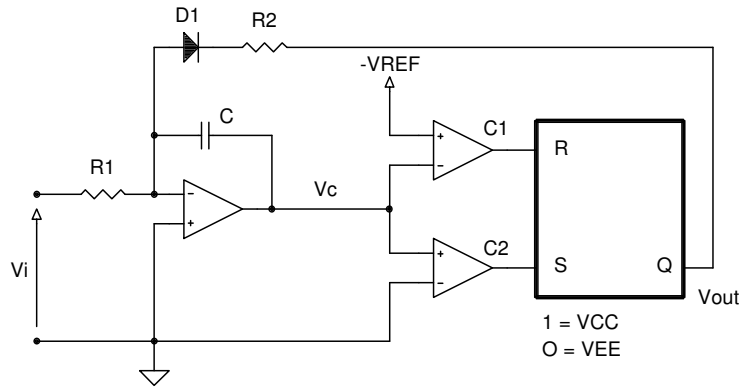 D1
R2
-VREF
C
C1
R1
+
-
R
-
+
Vc
C2
+
-
S
Q
Vi
Vout
1 = VCC
O = VEE